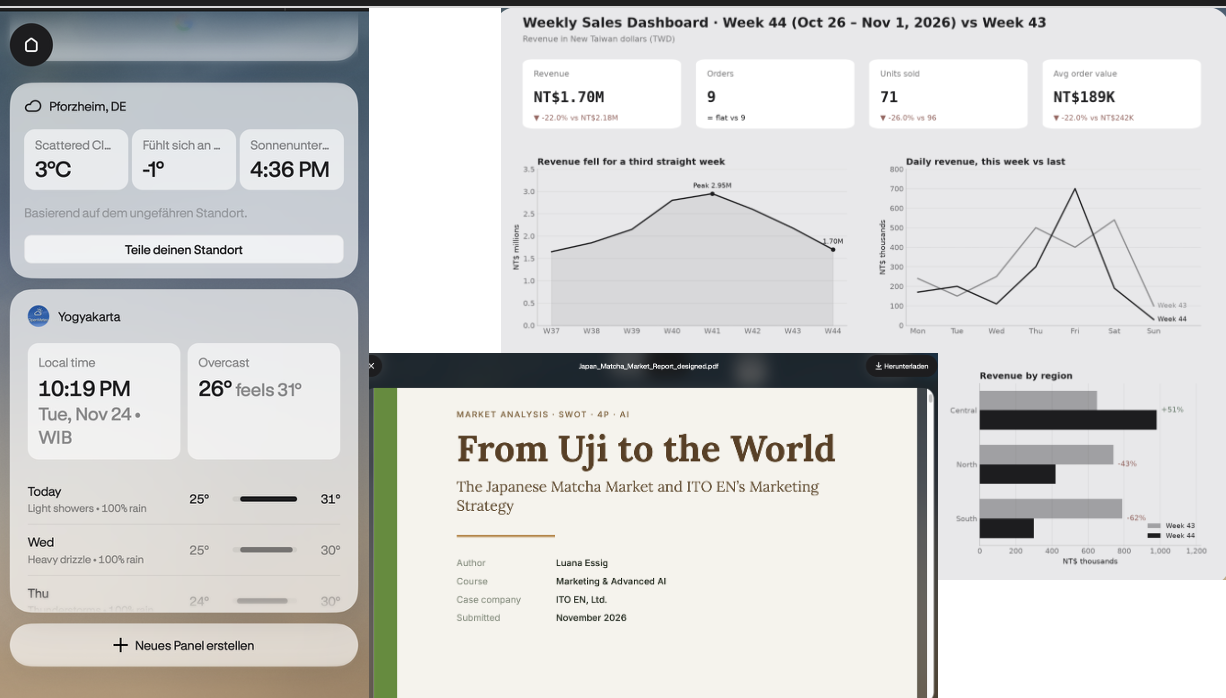 Pforzheim, DE
Scattered Cl...
3°C
Fühlt sich an ...
-1°
Sonnenunter...
4:36 PM
Basierend auf dem ungefähren Standort.
Teile deinen Standort
Yogyakarta
Local time
10:19 PM
Tue, Nov 24 •
WIB
Overcast
26° feels 31°
Today
Light showers • 100% rain
25°
31°
Wed
Heavy drizzle • 100% rain
25°
30°
Thu
24°
30°
Neues Panel erstellen
Weekly Sales Dashboard · Week 44 (Oct 26 – Nov 1, 2026) vs Week 43
Revenue in New Taiwan dollars (TWD)
Revenue
NT$1.70M
▼ -22.0% vs NT$2.18M
Orders
9
= flat vs 9
Units sold
71
▼ -26.0% vs 96
Avg order value
NT$189K
▼ -22.0% vs NT$242K
Revenue fell for a third straight week
NT$ millions
3.5
3.0
2.5
2.0
1.5
1.0
0.5
0.0
Peak 2.95M
1.70M
W37 W38 W39 W40 W41 W42 W43 W44
Daily revenue, this week vs last
NT$ thousands
800
700
600
500
400
300
200
100
0
Week 43
Week 44
Mon Tue Wed Thu Fri Sat Sun
Japan_Matcha_Market_Report_designed.pdf
Herunterladen
MARKET ANALYSIS · SWOT · 4P · AI
From Uji to the World
The Japanese Matcha Market and ITO EN's Marketing
Strategy
Author Luana Essig
Course Marketing & Advanced AI
Case company ITO EN, Ltd.
Submitted November 2026
Revenue by region
Central
+51%
North
-43%
South
-62%
Week 43
Week 44
0 200 400 600 800 1,000 1,200
NT$ thousands